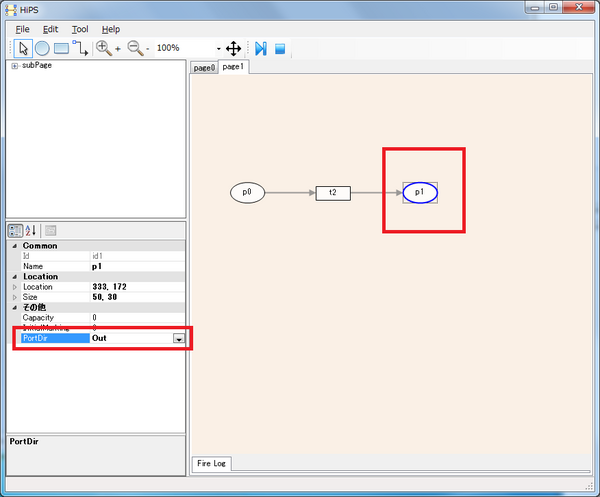 HiPS
File Edit Tool Help
+ - 100%
subPage
page0 page1
p0 t2 p1
Common
Id id1
Name p1
Location
Location 333, 172
Size 50, 30
その他
Capacity 0
InitialMarking 0
PortDir Out
PortDir
Fire Log